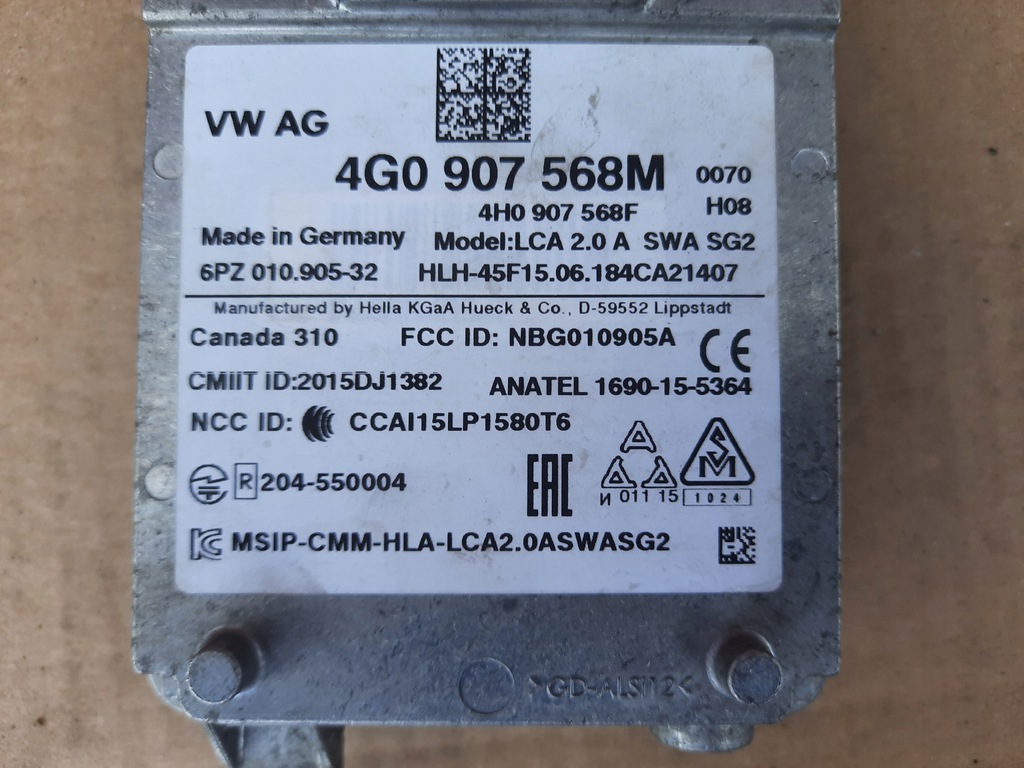 VW AG
4G0 907 568M 0070
4H0 907 568F H08
Made in Germany Model:LCA 2.0 A SWA SG2
6PZ 010.905-32 HLH-45F15.06.184CA21407
Manufactured by Hella KGaA Hueck & Co., D-59552 Lippstadt
Canada 310 FCC ID: NBG010905A CE
CMIIT ID:2015DJ1382 ANATEL 1690-15-5364
NCC ID: CCAI15LP1580T6
R 204-550004 EAC И 011 15 SM 1024
MSIP-CMM-HLA-LCA2.0ASWASG2
>GD-ALSI12<